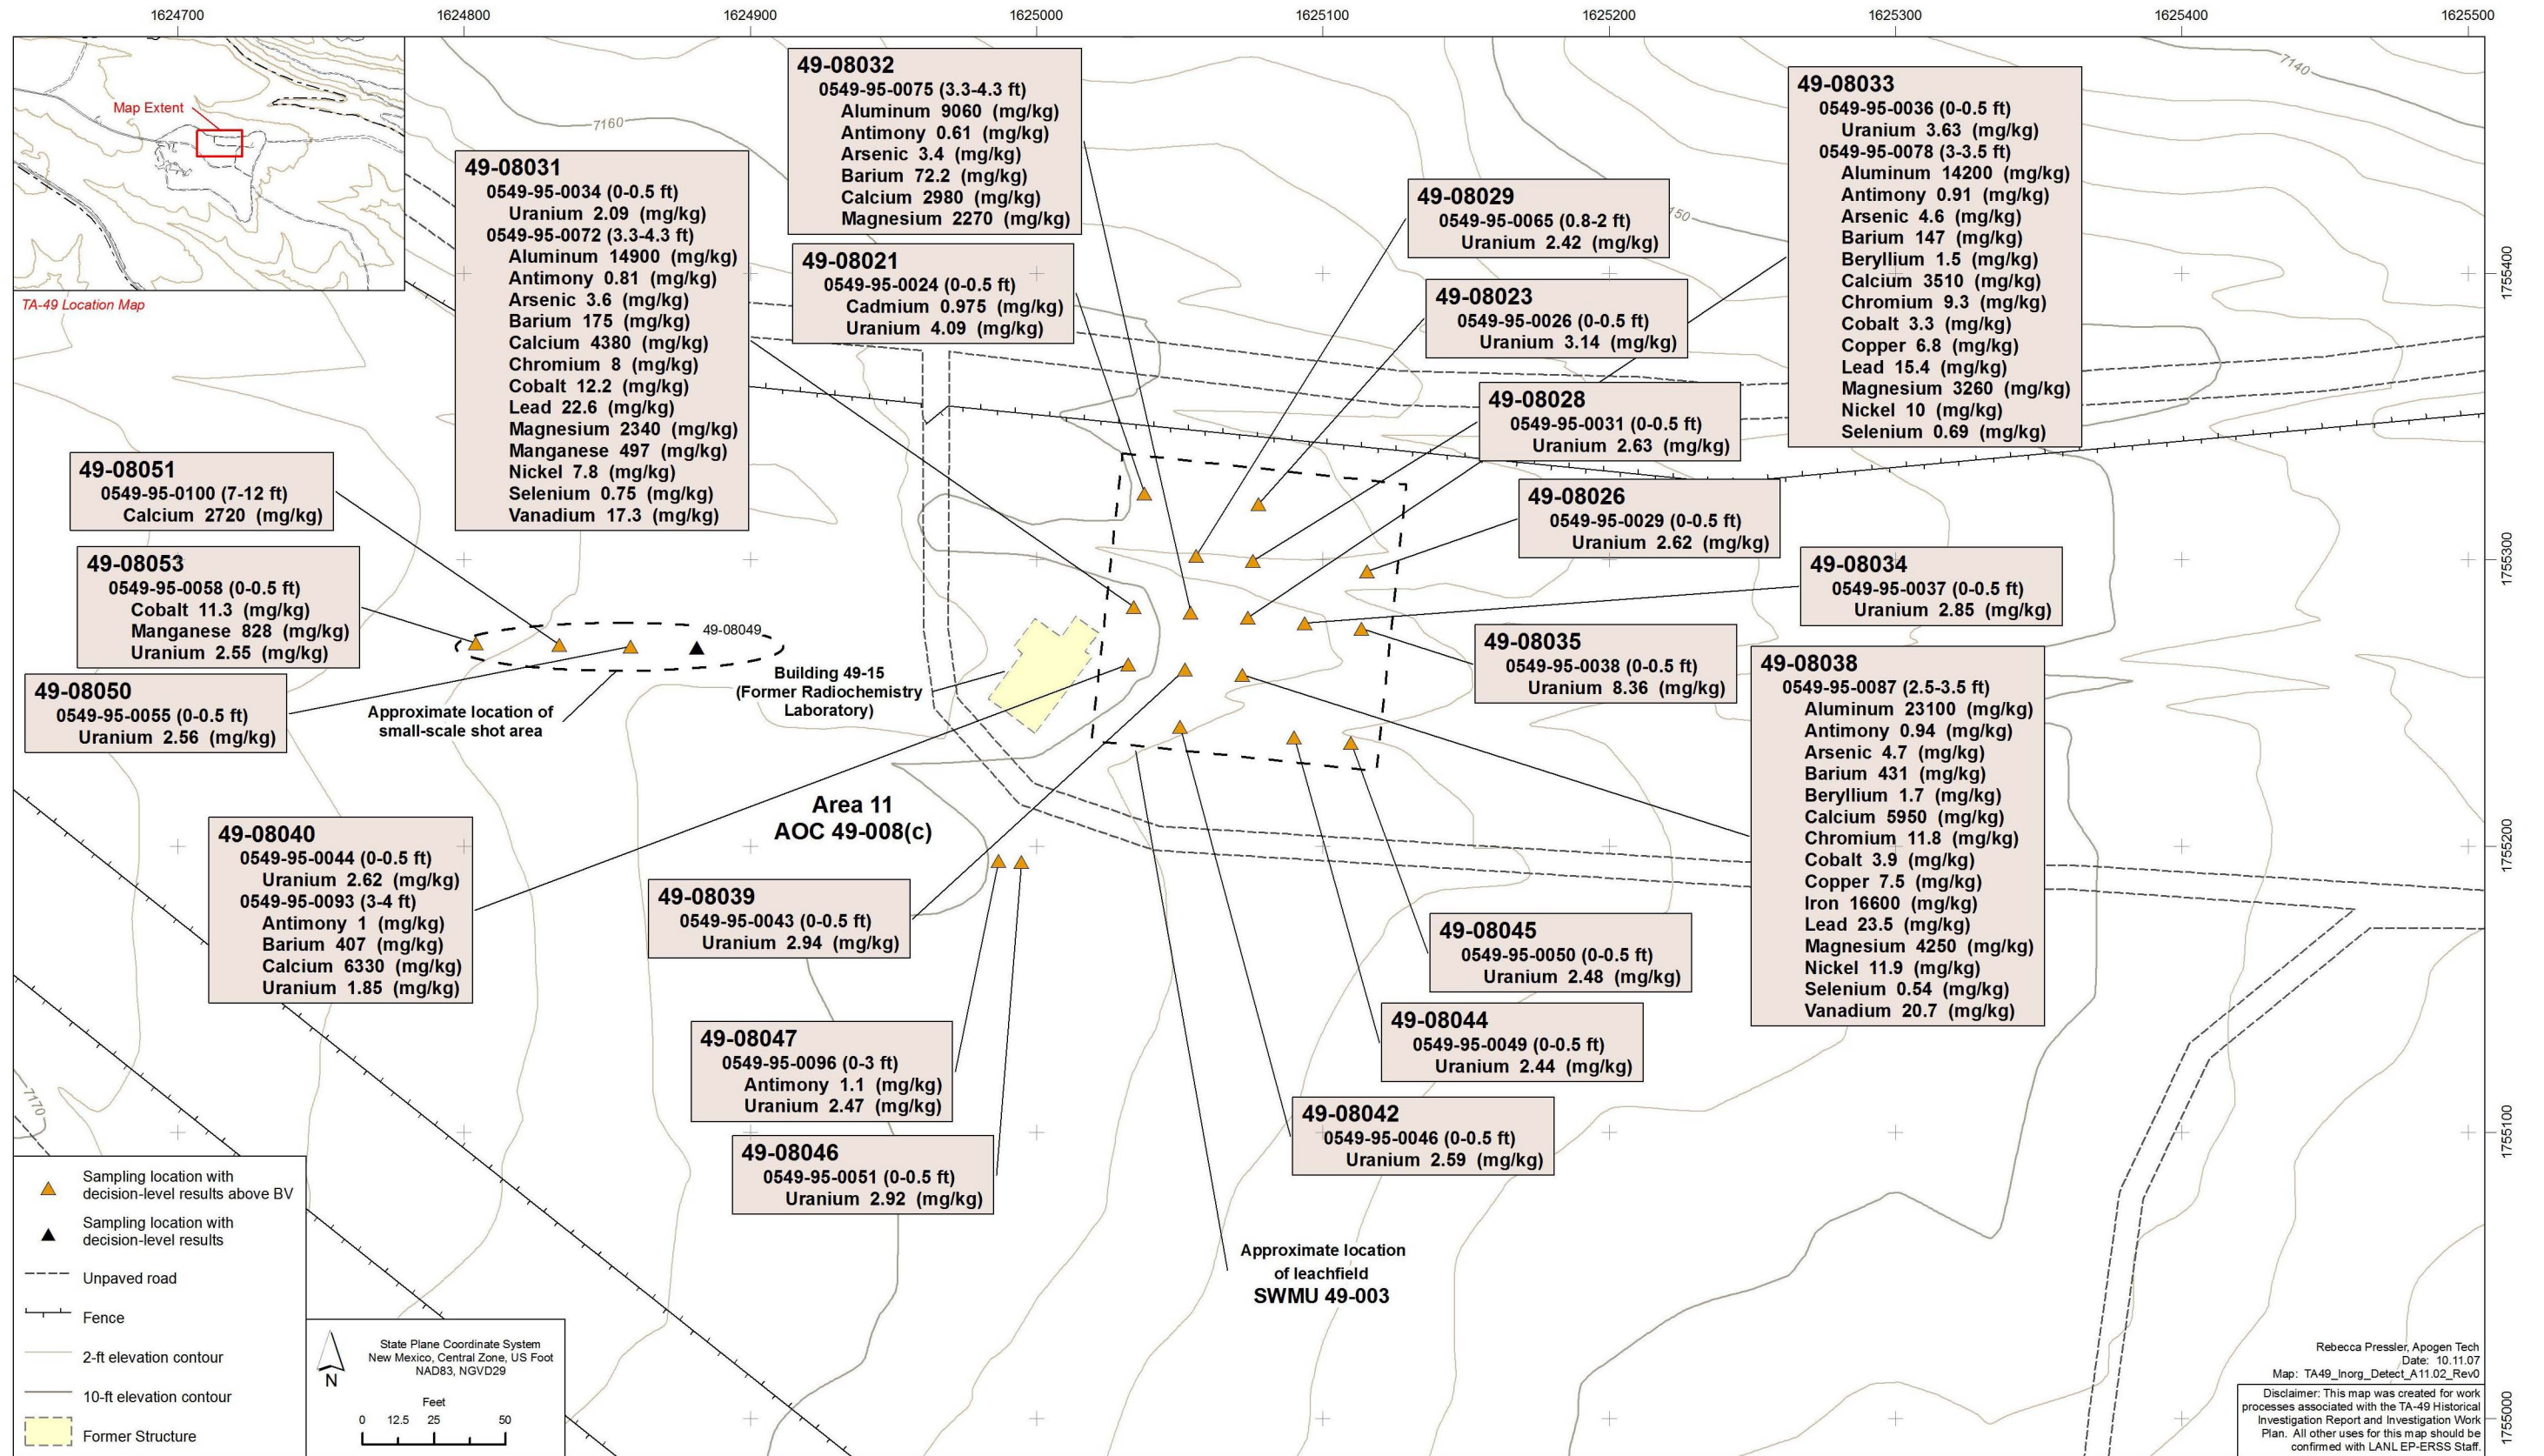 1624700
1624800
1624900
1625000
1625100
1625200
1625300
1625400
1625500
Map Extent
TA-49 Location Map
7160
7140
150
7170
1755400
1755300
1755200
1755100
1755000
49-08032
0549-95-0075 (3.3-4.3 ft)
Aluminum 9060 (mg/kg)
Antimony 0.61 (mg/kg)
Arsenic 3.4 (mg/kg)
Barium 72.2 (mg/kg)
Calcium 2980 (mg/kg)
Magnesium 2270 (mg/kg)
49-08033
0549-95-0036 (0-0.5 ft)
Uranium 3.63 (mg/kg)
0549-95-0078 (3-3.5 ft)
Aluminum 14200 (mg/kg)
Antimony 0.91 (mg/kg)
Arsenic 4.6 (mg/kg)
Barium 147 (mg/kg)
Beryllium 1.5 (mg/kg)
Calcium 3510 (mg/kg)
Chromium 9.3 (mg/kg)
Cobalt 3.3 (mg/kg)
Copper 6.8 (mg/kg)
Lead 15.4 (mg/kg)
Magnesium 3260 (mg/kg)
Nickel 10 (mg/kg)
Selenium 0.69 (mg/kg)
49-08031
0549-95-0034 (0-0.5 ft)
Uranium 2.09 (mg/kg)
0549-95-0072 (3.3-4.3 ft)
Aluminum 14900 (mg/kg)
Antimony 0.81 (mg/kg)
Arsenic 3.6 (mg/kg)
Barium 175 (mg/kg)
Calcium 4380 (mg/kg)
Chromium 8 (mg/kg)
Cobalt 12.2 (mg/kg)
Lead 22.6 (mg/kg)
Magnesium 2340 (mg/kg)
Manganese 497 (mg/kg)
Nickel 7.8 (mg/kg)
Selenium 0.75 (mg/kg)
Vanadium 17.3 (mg/kg)
49-08021
0549-95-0024 (0-0.5 ft)
Cadmium 0.975 (mg/kg)
Uranium 4.09 (mg/kg)
49-08029
0549-95-0065 (0.8-2 ft)
Uranium 2.42 (mg/kg)
49-08023
0549-95-0026 (0-0.5 ft)
Uranium 3.14 (mg/kg)
49-08028
0549-95-0031 (0-0.5 ft)
Uranium 2.63 (mg/kg)
49-08026
0549-95-0029 (0-0.5 ft)
Uranium 2.62 (mg/kg)
49-08034
0549-95-0037 (0-0.5 ft)
Uranium 2.85 (mg/kg)
49-08035
0549-95-0038 (0-0.5 ft)
Uranium 8.36 (mg/kg)
49-08038
0549-95-0087 (2.5-3.5 ft)
Aluminum 23100 (mg/kg)
Antimony 0.94 (mg/kg)
Arsenic 4.7 (mg/kg)
Barium 431 (mg/kg)
Beryllium 1.7 (mg/kg)
Calcium 5950 (mg/kg)
Chromium 11.8 (mg/kg)
Cobalt 3.9 (mg/kg)
Copper 7.5 (mg/kg)
Iron 16600 (mg/kg)
Lead 23.5 (mg/kg)
Magnesium 4250 (mg/kg)
Nickel 11.9 (mg/kg)
Selenium 0.54 (mg/kg)
Vanadium 20.7 (mg/kg)
49-08051
0549-95-0100 (7-12 ft)
Calcium 2720 (mg/kg)
49-08053
0549-95-0058 (0-0.5 ft)
Cobalt 11.3 (mg/kg)
Manganese 828 (mg/kg)
Uranium 2.55 (mg/kg)
49-08050
0549-95-0055 (0-0.5 ft)
Uranium 2.56 (mg/kg)
49-08049
Approximate location of
small-scale shot area
Building 49-15
(Former Radiochemistry
Laboratory)
Area 11
AOC 49-008(c)
49-08040
0549-95-0044 (0-0.5 ft)
Uranium 2.62 (mg/kg)
0549-95-0093 (3-4 ft)
Antimony 1 (mg/kg)
Barium 407 (mg/kg)
Calcium 6330 (mg/kg)
Uranium 1.85 (mg/kg)
49-08039
0549-95-0043 (0-0.5 ft)
Uranium 2.94 (mg/kg)
49-08047
0549-95-0096 (0-3 ft)
Antimony 1.1 (mg/kg)
Uranium 2.47 (mg/kg)
49-08046
0549-95-0051 (0-0.5 ft)
Uranium 2.92 (mg/kg)
49-08045
0549-95-0050 (0-0.5 ft)
Uranium 2.48 (mg/kg)
49-08044
0549-95-0049 (0-0.5 ft)
Uranium 2.44 (mg/kg)
49-08042
0549-95-0046 (0-0.5 ft)
Uranium 2.59 (mg/kg)
Approximate location
of leachfield
SWMU 49-003
Sampling location with
decision-level results above BV
Sampling location with
decision-level results
Unpaved road
Fence
2-ft elevation contour
10-ft elevation contour
Former Structure
N
State Plane Coordinate System
New Mexico, Central Zone, US Foot
NAD83, NGVD29
Feet
0 12.5 25 50
Rebecca Pressler, Apogen Tech
Date: 10.11.07
Map: TA49_Inorg_Detect_A11.02_Rev0
Disclaimer: This map was created for work
processes associated with the TA-49 Historical
Investigation Report and Investigation Work
Plan. All other uses for this map should be
confirmed with LANL EP-ERSS Staff.